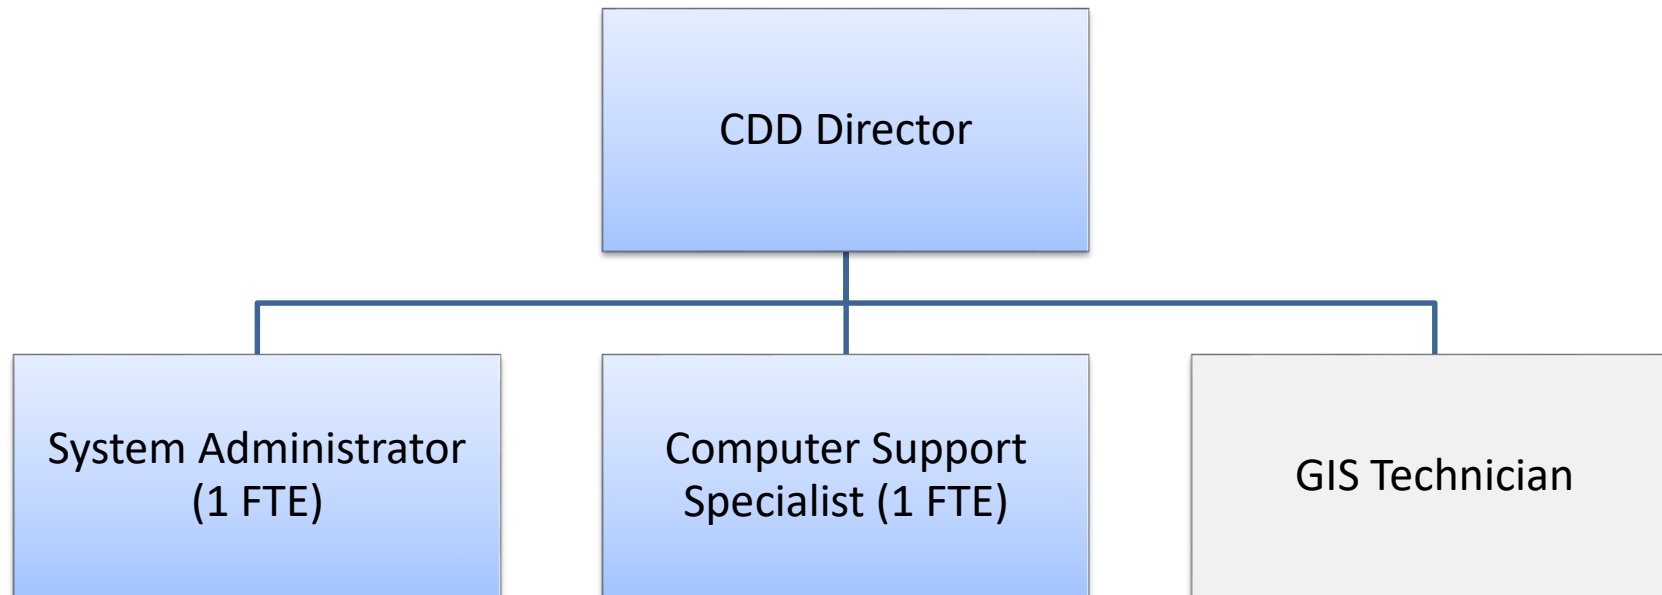 CDD Director
System Administrator
(1 FTE)
Computer Support
Specialist (1 FTE)
GIS Technician